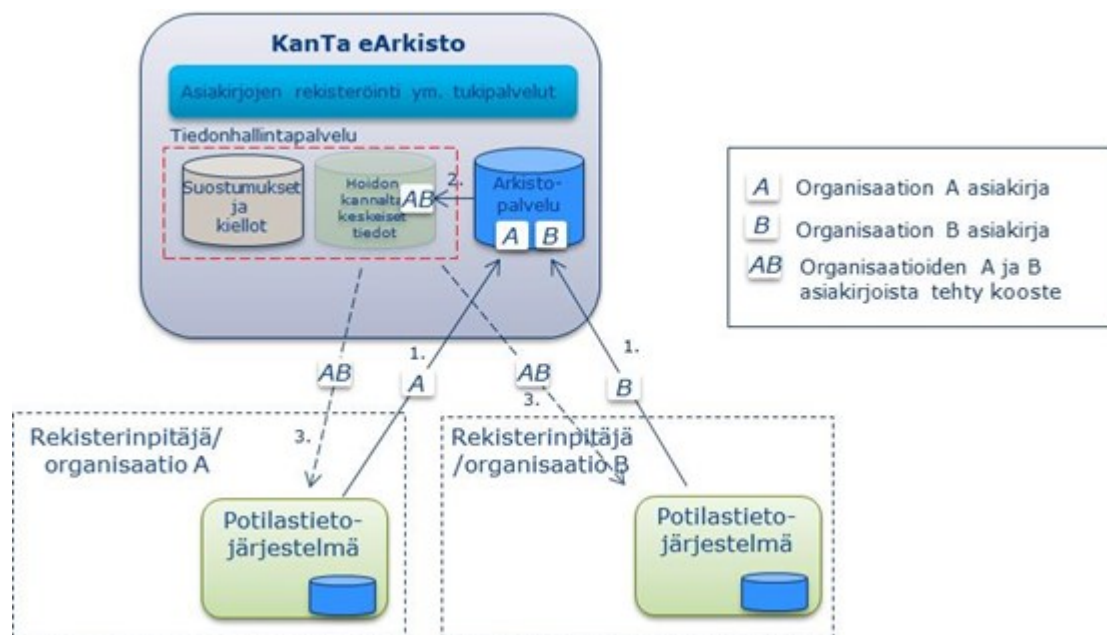 KanTa eArkisto
Asiakirjojen rekisteröinti ym. tukipalvelut
Tiedonhallintapalvelu
Suostumukset
ja
kiellot
Hoidon
kannalta
keskeiset
tiedot
AB
2.
Arkisto-
palvelu
A B
A Organisaation A asiakirja
B Organisaation B asiakirja
AB Organisaatioiden A ja B
asiakirjoista tehty kooste
1.
1.
AB
A
AB
B
3.
3.
Rekisterinpitäjä/
organisaatio A
Rekisterinpitäjä
/organisaatio B
Potilastieto-
järjestelmä
Potilastieto-
järjestelmä